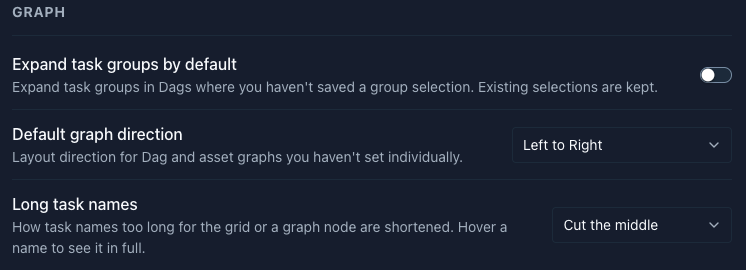 GRAPH
Expand task groups by default
Expand task groups in Dags where you haven't saved a group selection. Existing selections are kept.
Default graph direction
Layout direction for Dag and asset graphs you haven't set individually.
Left to Right
Long task names
How task names too long for the grid or a graph node are shortened. Hover a
name to see it in full.
Cut the middle